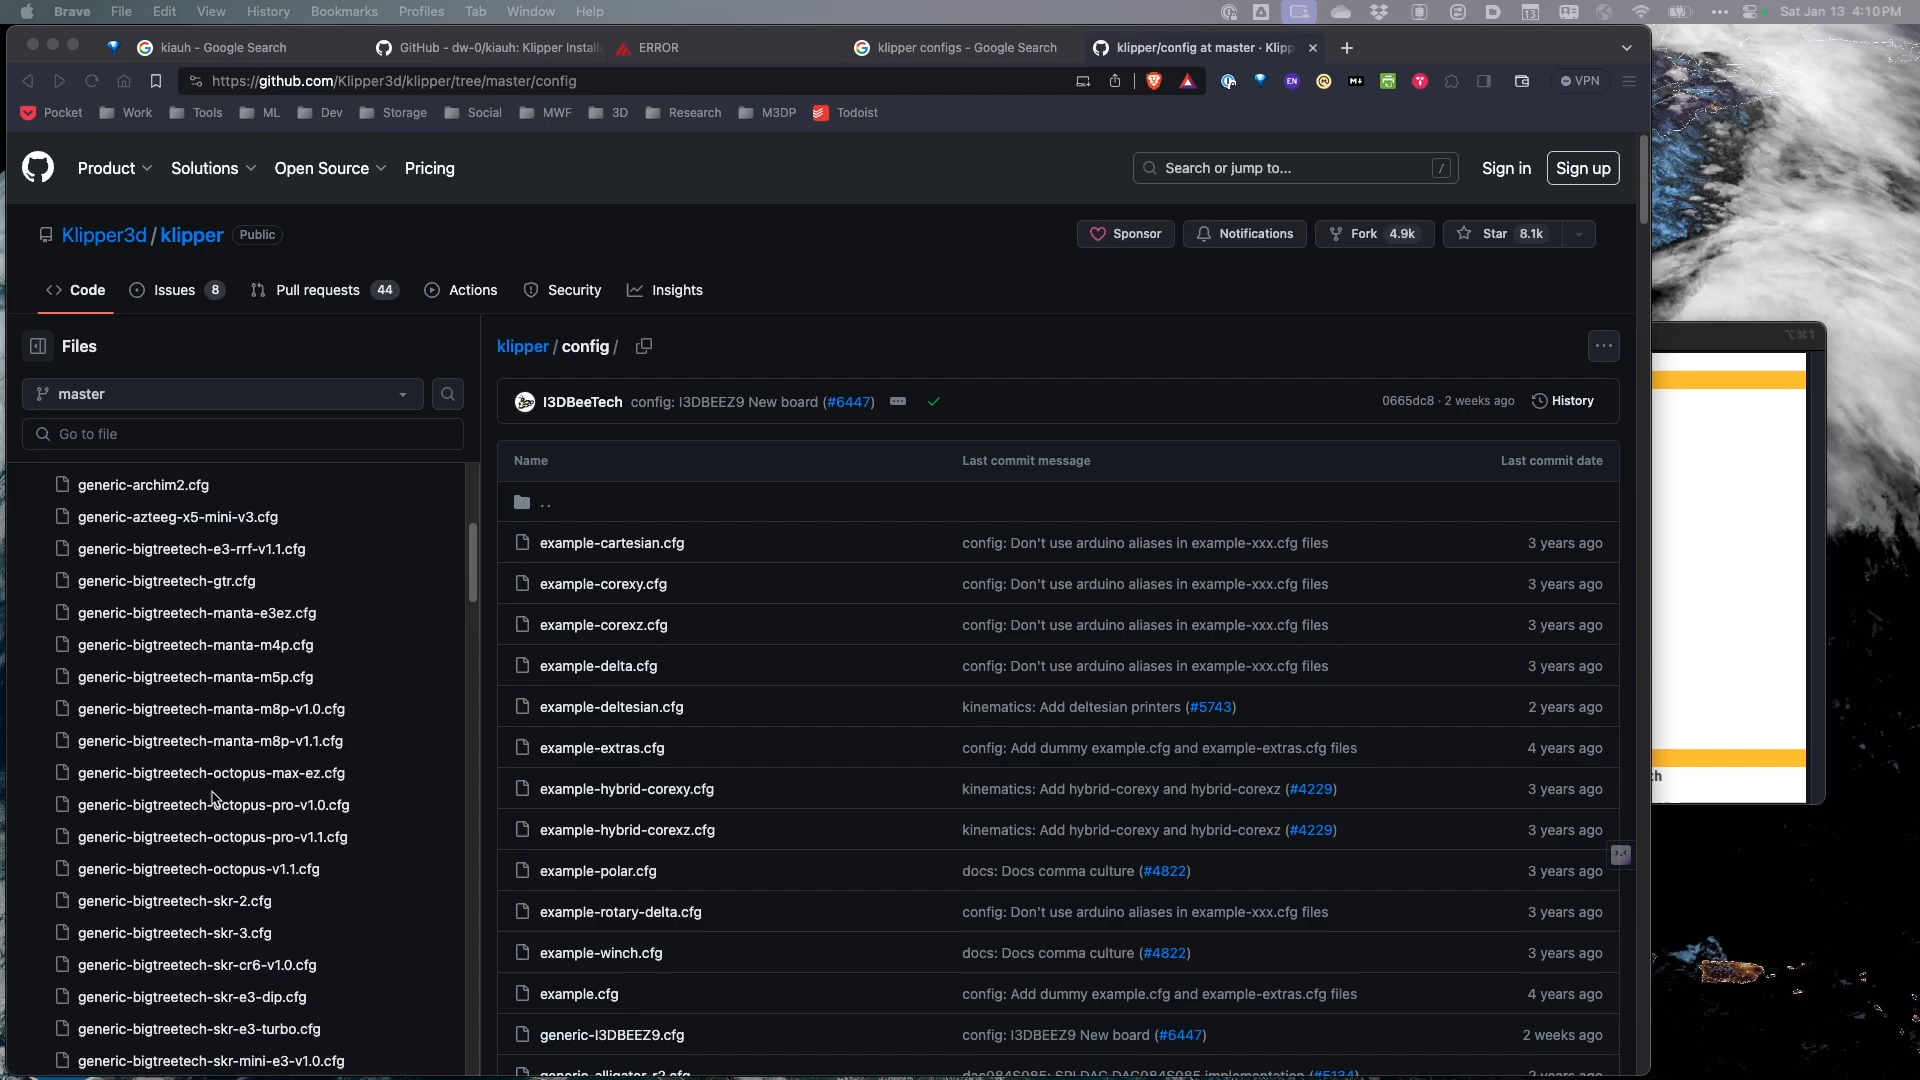 Brave File Edit View History Bookmarks Profiles Tab Window Help
Sat Jan 13 4:10 PM
kiauh - Google Search
GitHub - dw-0/kiauh: Klipper Install
ERROR
klipper configs - Google Search
klipper/config at master · Klipp
https://github.com/Klipper3d/klipper/tree/master/config
VPN
Pocket Work Tools ML Dev Storage Social MWF 3D Research M3DP Todoist
Product Solutions Open Source Pricing
Search or jump to... /
Sign in Sign up
Klipper3d / klipper Public
Sponsor Notifications Fork 4.9k Star 8.1k
Code Issues 8 Pull requests 44 Actions Security Insights
Files
master
Go to file
generic-archim2.cfg
generic-azteeg-x5-mini-v3.cfg
generic-bigtreetech-e3-rrf-v1.1.cfg
generic-bigtreetech-gtr.cfg
generic-bigtreetech-manta-e3ez.cfg
generic-bigtreetech-manta-m4p.cfg
generic-bigtreetech-manta-m5p.cfg
generic-bigtreetech-manta-m8p-v1.0.cfg
generic-bigtreetech-manta-m8p-v1.1.cfg
generic-bigtreetech-octopus-max-ez.cfg
generic-bigtreetech-octopus-pro-v1.0.cfg
generic-bigtreetech-octopus-pro-v1.1.cfg
generic-bigtreetech-octopus-v1.1.cfg
generic-bigtreetech-skr-2.cfg
generic-bigtreetech-skr-3.cfg
generic-bigtreetech-skr-cr6-v1.0.cfg
generic-bigtreetech-skr-e3-dip.cfg
generic-bigtreetech-skr-e3-turbo.cfg
generic-bigtreetech-skr-mini-e3-v1.0.cfg
klipper / config /
I3DBeeTech config: I3DBEEZ9 New board (#6447)
0665dc8 · 2 weeks ago History
Name Last commit message Last commit date
..
example-cartesian.cfg config: Don't use arduino aliases in example-xxx.cfg files 3 years ago
example-corexy.cfg config: Don't use arduino aliases in example-xxx.cfg files 3 years ago
example-corexz.cfg config: Don't use arduino aliases in example-xxx.cfg files 3 years ago
example-delta.cfg config: Don't use arduino aliases in example-xxx.cfg files 3 years ago
example-deltesian.cfg kinematics: Add deltesian printers (#5743) 2 years ago
example-extras.cfg config: Add dummy example.cfg and example-extras.cfg files 4 years ago
example-hybrid-corexy.cfg kinematics: Add hybrid-corexy and hybrid-corexz (#4229) 3 years ago
example-hybrid-corexz.cfg kinematics: Add hybrid-corexy and hybrid-corexz (#4229) 3 years ago
example-polar.cfg docs: Docs comma culture (#4822) 3 years ago
example-rotary-delta.cfg config: Don't use arduino aliases in example-xxx.cfg files 3 years ago
example-winch.cfg docs: Docs comma culture (#4822) 3 years ago
example.cfg config: Add dummy example.cfg and example-extras.cfg files 4 years ago
generic-I3DBEEZ9.cfg config: I3DBEEZ9 New board (#6447) 2 weeks ago
generic-alligator-r2.cfg dac084S085: SPI DAC DAC084S085 implementation (#5134)
⌥⌘1